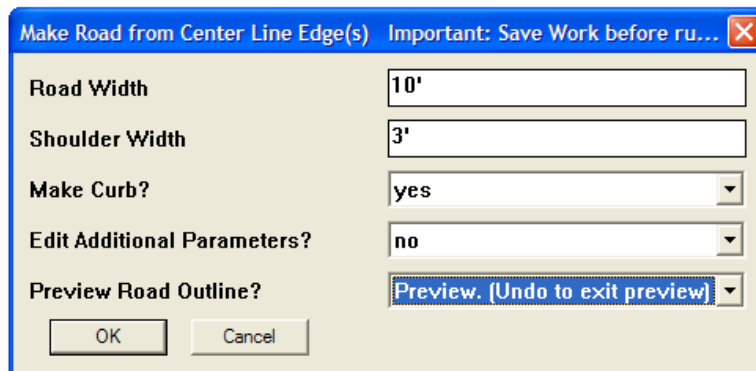 Make Road from Center Line Edge(s) Important: Save Work before ru...
Road Width 10'
Shoulder Width 3'
Make Curb? yes
Edit Additional Parameters? no
Preview Road Outline? Preview. (Undo to exit preview)
OK Cancel